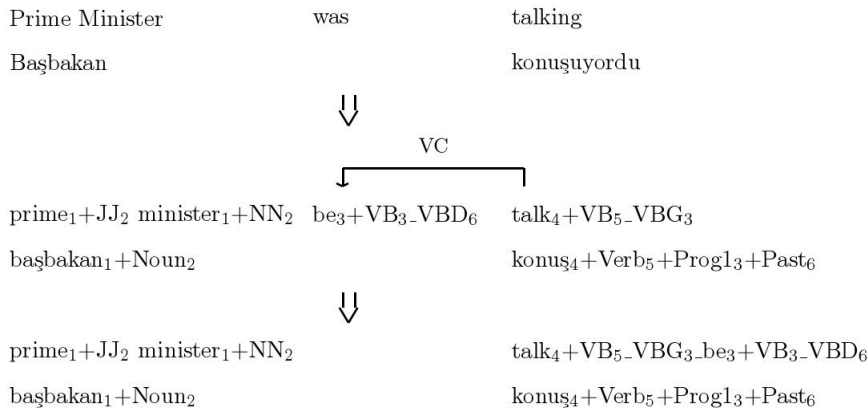 Prime Minister was talking
Başbakan konuşuyordu
VC
prime₁+JJ₂ minister₁+NN₂ be₃+VB₃_VBD₆ talk₄+VB₅_VBG₃
başbakan₁+Noun₂ konuş₄+Verb₅+Prog1₃+Past₆
prime₁+JJ₂ minister₁+NN₂ talk₄+VB₅_VBG₃_be₃+VB₃_VBD₆
başbakan₁+Noun₂ konuş₄+Verb₅+Prog1₃+Past₆